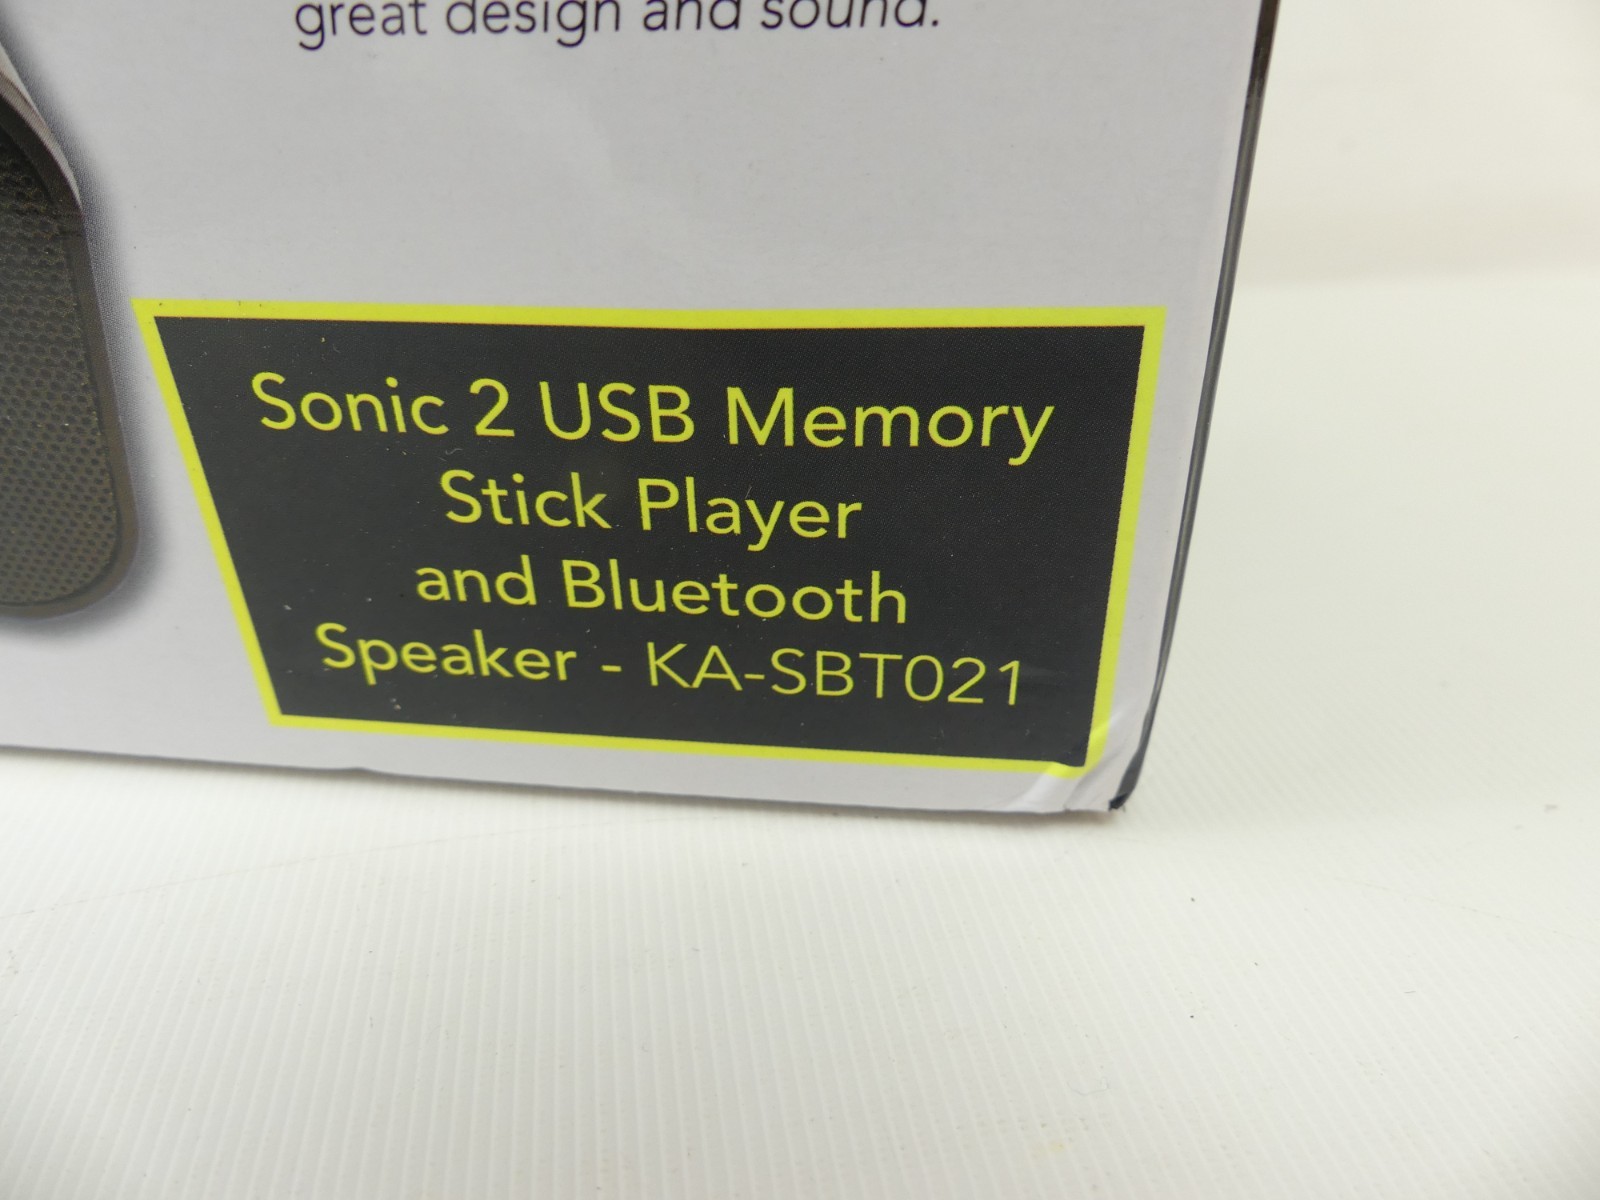 great design and sound.
Sonic 2 USB Memory
Stick Player
and Bluetooth
Speaker - KA-SBT021